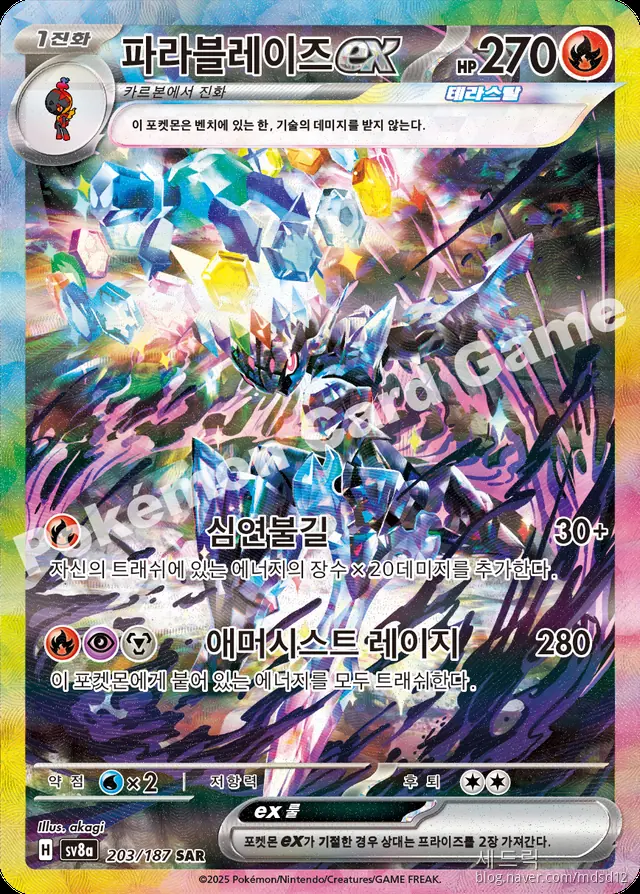 1진화
파라블레이즈 ex
HP 270
카르본에서 진화
테라스탈
이 포켓몬은 벤치에 있는 한, 기술의 데미지를 받지 않는다.
Pokémon Card Game
심연불길 30+
자신의 트래쉬에 있는 에너지의 장수×20데미지를 추가한다.
애머시스트 레이지 280
이 포켓몬에게 붙어 있는 에너지를 모두 트래쉬한다.
약점 ×2 저항력 후퇴
ex 룰
포켓몬 ex가 기절한 경우 상대는 프라이즈를 2장 가져간다.
Illus. akagi
H sv8a 203/187 SAR
세드릭
blog.naver.com/mdsd12
©2025 Pokémon/Nintendo/Creatures/GAME FREAK.